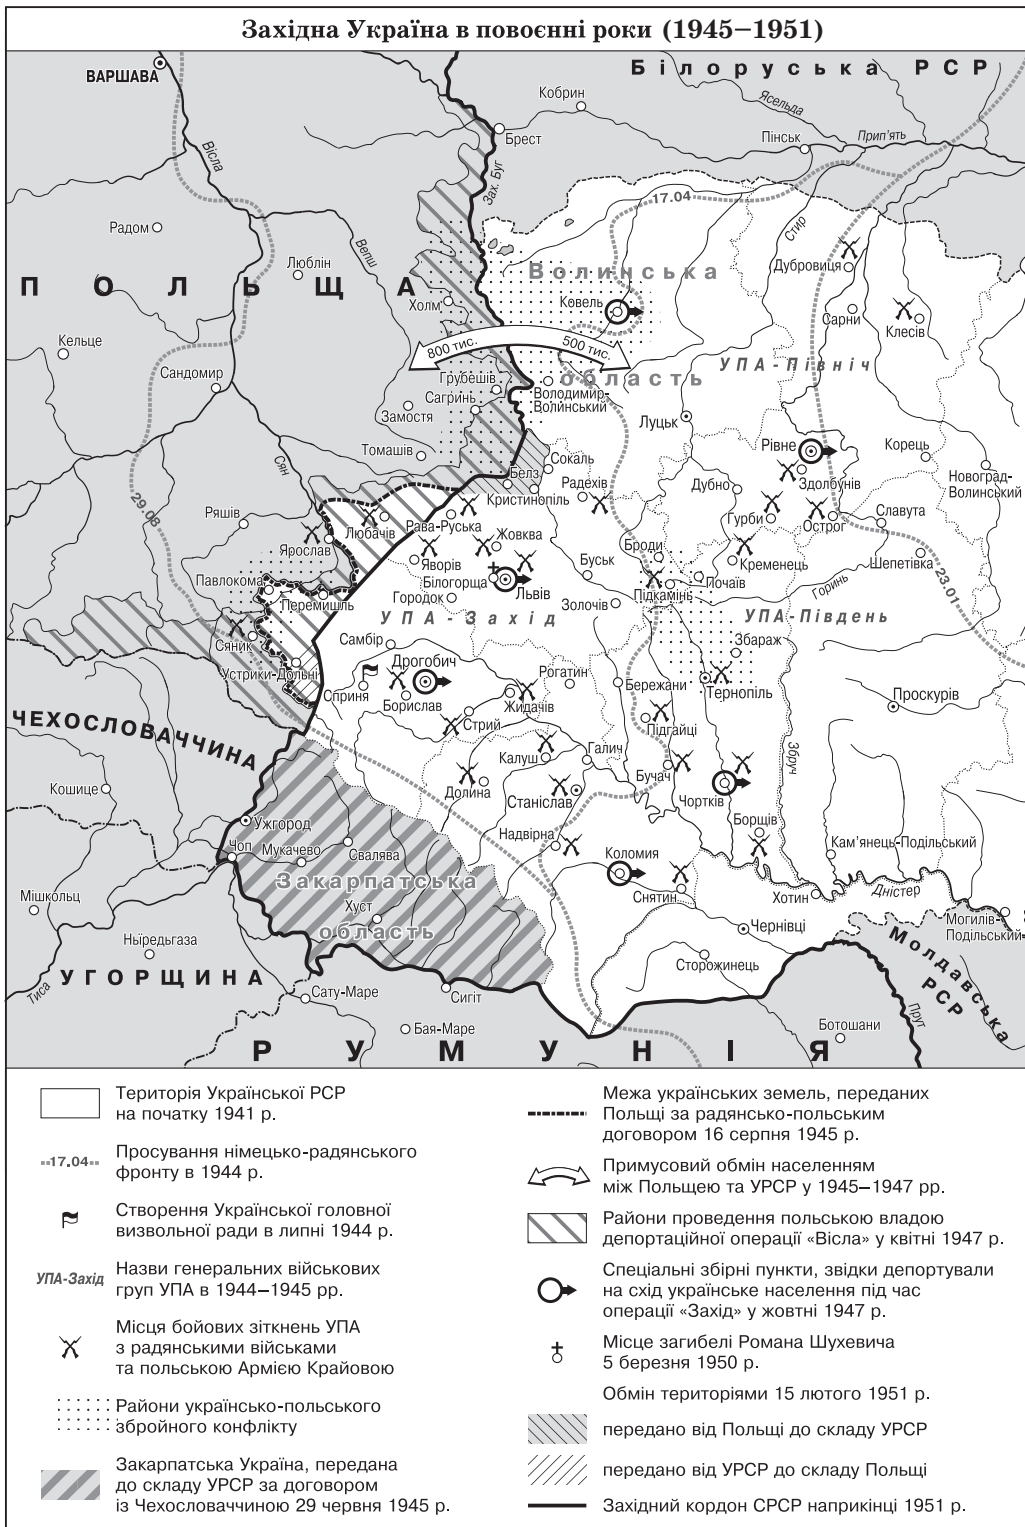 Західна Україна в повоєнні роки (1945–1951)
ВАРШАВА
Білоруська РСР
Кобрин
Ясельда
Брест
Пінськ
Прип'ять
Вісла
Зах. Буг
17.04
Стир
Радом
Люблін
Вепш
Волинська
Дубровиця
ПОЛЬЩА
Холм
Ковель
Сарни
Клесів
Кельце
800 тис.
500 тис.
УПА-Північ
Сандомир
Грубешів
область
Сагринь
Володимир-
Волинський
Замостя
Луцьк
Томашів
Сян
Рівне
Корець
Сокаль
Белз
Здолбунів
Новоград-
Волинський
29.08
Кристинопіль
Радехів
Дубно
Ряшів
Любачів
Рава-Руська
Гурби
Острог
Славута
Ярослав
Жовква
Броди
Кременець
Шепетівка
Яворів
Буськ
Павлокома
Білогорща
Львів
Підкамінь
Почаїв
Горинь
23.01
Перемишль
Городок
Золочів
УПА-Захід
УПА-Південь
Сяник
Самбір
Збараж
Устрики-Дольні
Дрогобич
Рогатин
Бережани
Тернопіль
Сприня
Борислав
Жидачів
Проскурів
Стрий
Підгайці
ЧЕХОСЛОВАЧЧИНА
Калуш
Галич
Збруч
Кошице
Долина
Бучач
Станіслав
Чортків
Ужгород
Надвірна
Борщів
Чоп
Мукачево
Свалява
Коломия
Кам'янець-Подільський
Закарпатська
Мішкольц
Снятин
Хотин
Дністер
Хуст
Могилів-
Подільський
область
Чернівці
Ньїредьгаза
Молдавська
РСР
УГОРЩИНА
Сторожинець
Тиса
Сату-Маре
Сигіт
Прут
Бая-Маре
Ботошани
РУМУНІЯ
Територія Української РСР
на початку 1941 р.
17.04
Просування німецько-радянського
фронту в 1944 р.
Створення Української головної
визвольної ради в липні 1944 р.
УПА-Захід
Назви генеральних військових
груп УПА в 1944–1945 рр.
Місця бойових зіткнень УПА
з радянськими військами
та польською Армією Крайовою
Райони українсько-польського
збройного конфлікту
Закарпатська Україна, передана
до складу УРСР за договором
із Чехословаччиною 29 червня 1945 р.
Межа українських земель, переданих
Польщі за радянсько-польським
договором 16 серпня 1945 р.
Примусовий обмін населенням
між Польщею та УРСР у 1945–1947 рр.
Райони проведення польською владою
депортаційної операції «Вісла» у квітні 1947 р.
Спеціальні збірні пункти, звідки депортували
на схід українське населення під час
операції «Захід» у жовтні 1947 р.
Місце загибелі Романа Шухевича
5 березня 1950 р.
Обмін територіями 15 лютого 1951 р.
передано від Польщі до складу УРСР
передано від УРСР до складу Польщі
Західний кордон СРСР наприкінці 1951 р.